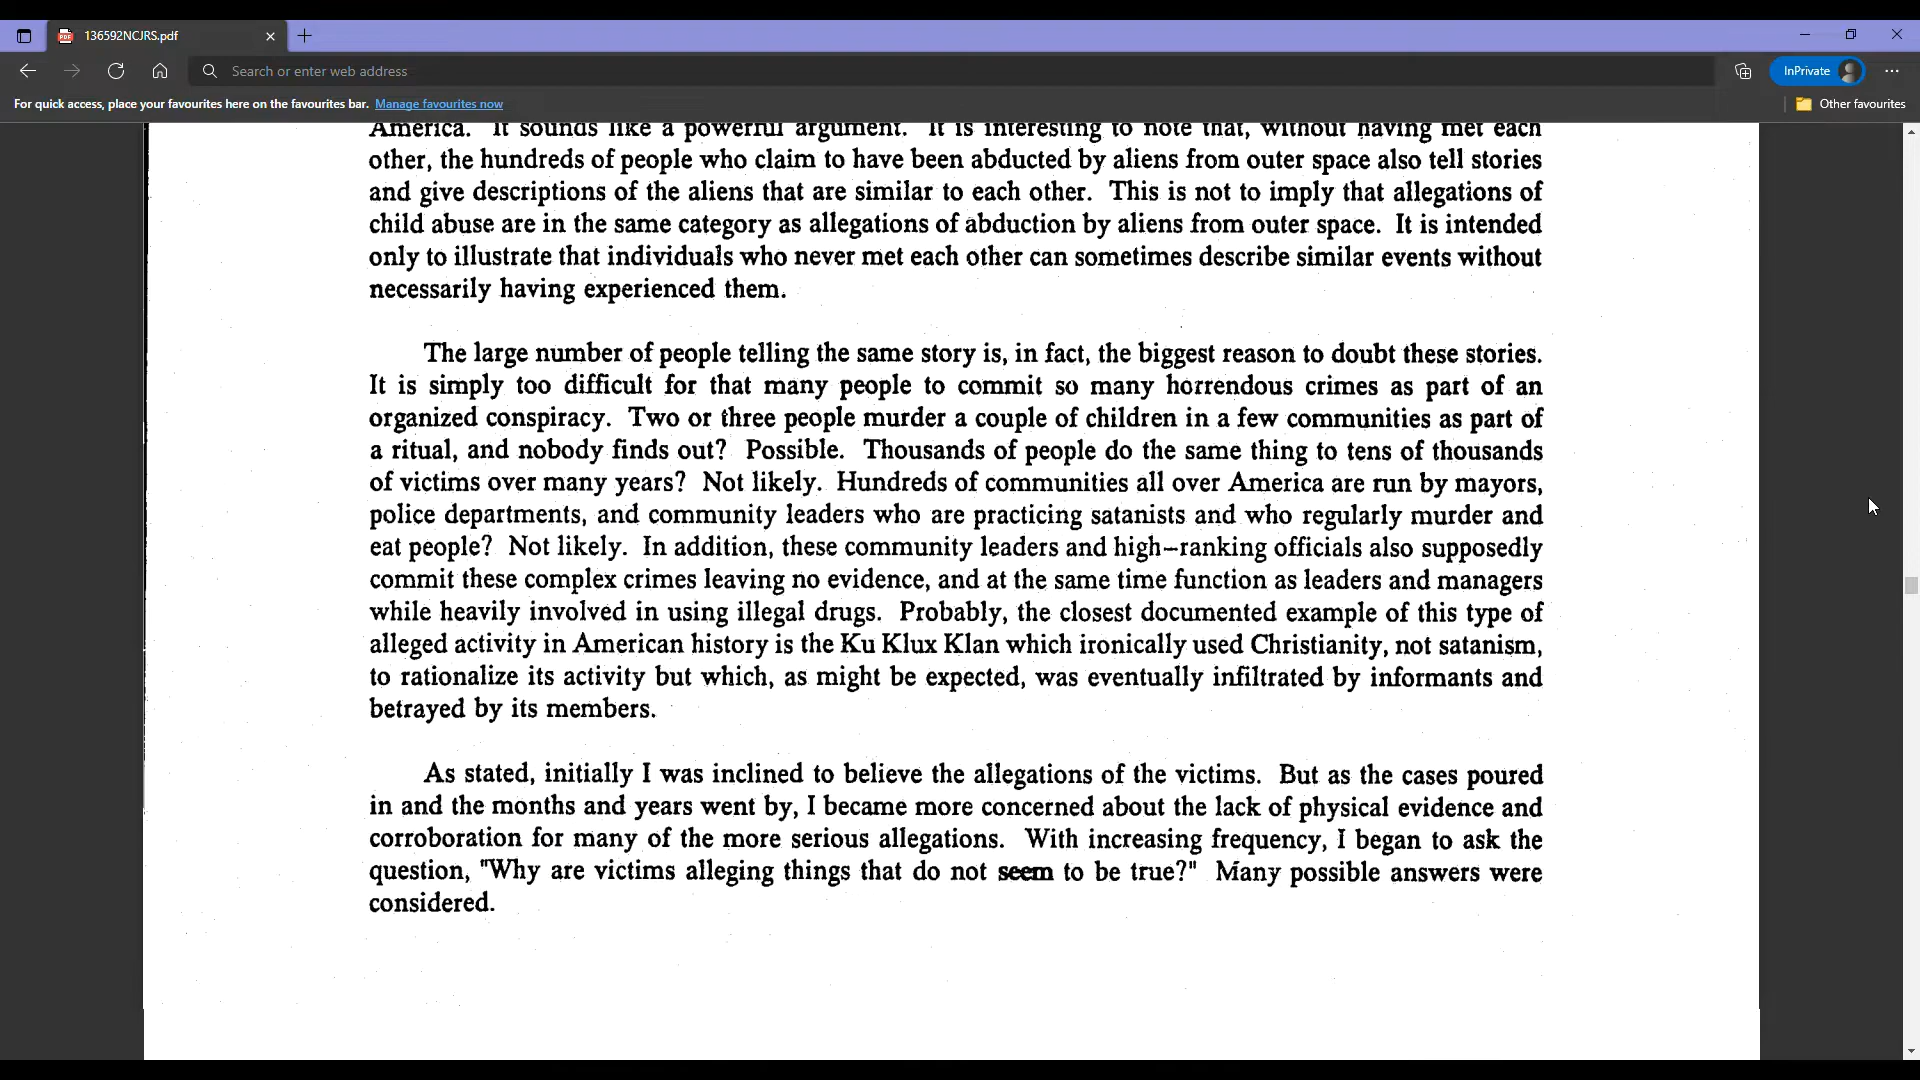 136592NCJRS.pdf
Search or enter web address
InPrivate
For quick access, place your favourites here on the favourites bar. Manage favourites now
Other favourites
America. It sounds like a powerful argument. It is interesting to note that, without having met each
other, the hundreds of people who claim to have been abducted by aliens from outer space also tell stories
and give descriptions of the aliens that are similar to each other. This is not to imply that allegations of
child abuse are in the same category as allegations of abduction by aliens from outer space. It is intended
only to illustrate that individuals who never met each other can sometimes describe similar events without
necessarily having experienced them.
The large number of people telling the same story is, in fact, the biggest reason to doubt these stories.
It is simply too difficult for that many people to commit so many horrendous crimes as part of an
organized conspiracy. Two or three people murder a couple of children in a few communities as part of
a ritual, and nobody finds out? Possible. Thousands of people do the same thing to tens of thousands
of victims over many years? Not likely. Hundreds of communities all over America are run by mayors,
police departments, and community leaders who are practicing satanists and who regularly murder and
eat people? Not likely. In addition, these community leaders and high-ranking officials also supposedly
commit these complex crimes leaving no evidence, and at the same time function as leaders and managers
while heavily involved in using illegal drugs. Probably, the closest documented example of this type of
alleged activity in American history is the Ku Klux Klan which ironically used Christianity, not satanism,
to rationalize its activity but which, as might be expected, was eventually infiltrated by informants and
betrayed by its members.
As stated, initially I was inclined to believe the allegations of the victims. But as the cases poured
in and the months and years went by, I became more concerned about the lack of physical evidence and
corroboration for many of the more serious allegations. With increasing frequency, I began to ask the
question, "Why are victims alleging things that do not seem to be true?" Many possible answers were
considered.